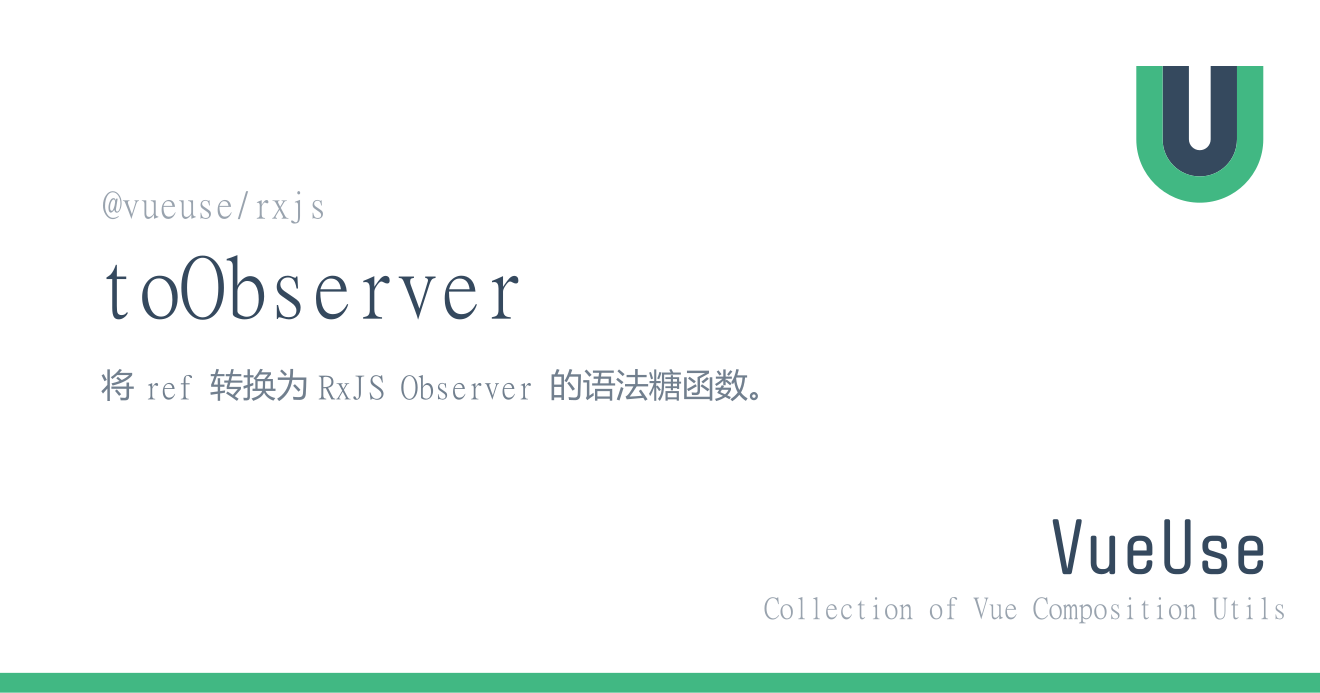 @vueuse/rxjs
toObserver
将 ref 转换为 RxJS Observer 的语法糖函数。
VueUse
Collection of Vue Composition Utils